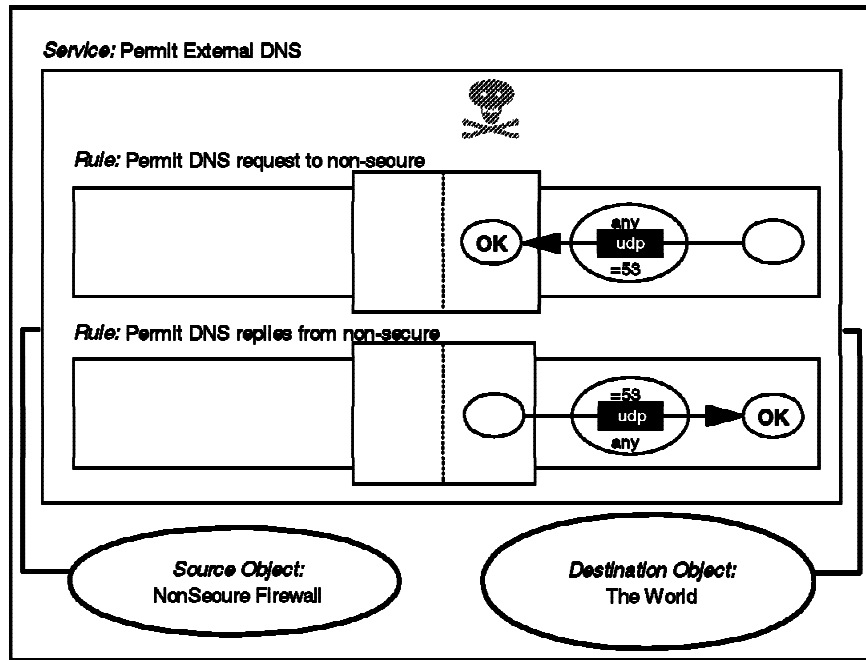 Service: Permit External DNS
Rule: Permit DNS request to non-secure
any
OK
udp
=53
Rule: Permit DNS replies from non-secure
=53
udp
OK
any
Source Object:
NonSecure Firewall
Destination Object:
The World